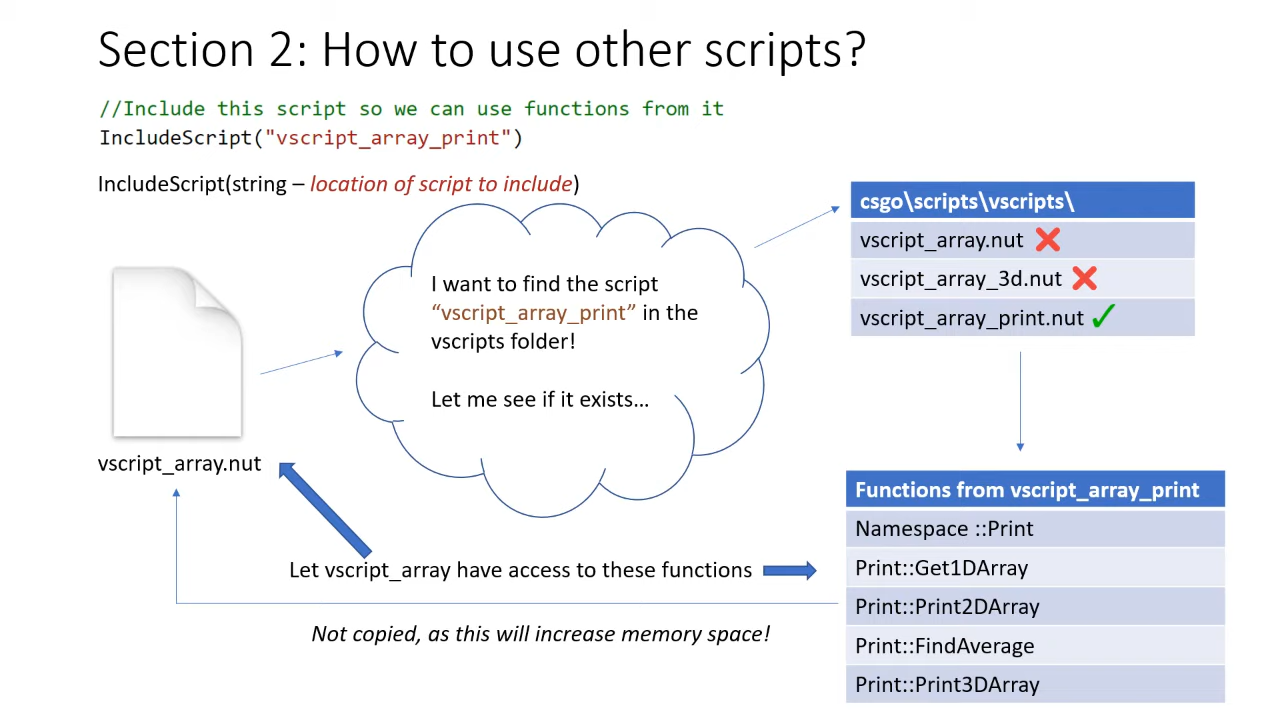 Section 2: How to use other scripts?
//Include this script so we can use functions from it
IncludeScript("vscript_array_print")
IncludeScript(string – location of script to include)
I want to find the script
“vscript_array_print” in the
vscripts folder!
Let me see if it exists…
vscript_array.nut
csgo\scripts\vscripts\
vscript_array.nut
vscript_array_3d.nut
vscript_array_print.nut
Functions from vscript_array_print
Namespace ::Print
Print::Get1DArray
Print::Print2DArray
Print::FindAverage
Print::Print3DArray
Let vscript_array have access to these functions
Not copied, as this will increase memory space!